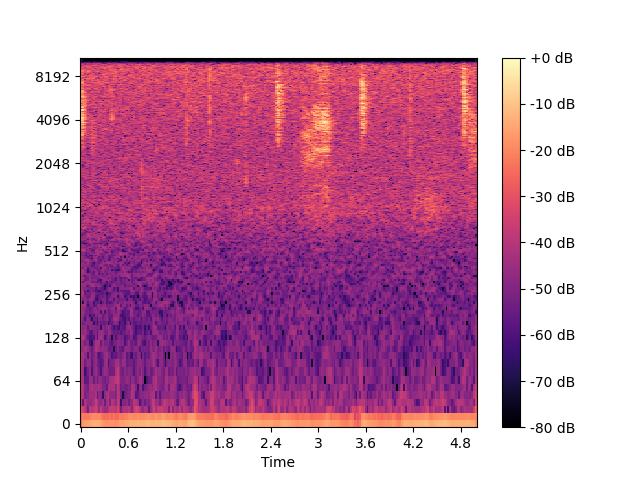 8192
4096
2048
1024
512
256
128
64
0
Hz
0 0.6 1.2 1.8 2.4 3 3.6 4.2 4.8
Time
+0 dB
-10 dB
-20 dB
-30 dB
-40 dB
-50 dB
-60 dB
-70 dB
-80 dB